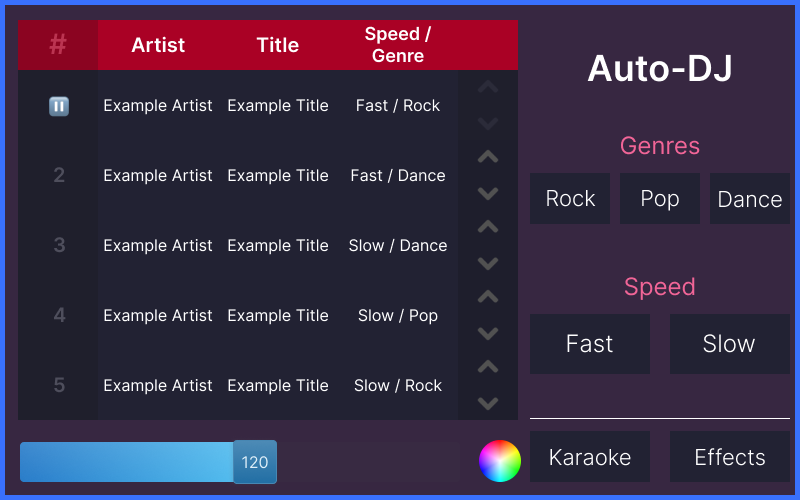 # Artist Title Speed /
Genre
Example Artist Example Title Fast / Rock
2 Example Artist Example Title Fast / Dance
3 Example Artist Example Title Slow / Dance
4 Example Artist Example Title Slow / Pop
5 Example Artist Example Title Slow / Rock
120
Auto-DJ
Genres
Rock Pop Dance
Speed
Fast Slow
Karaoke Effects